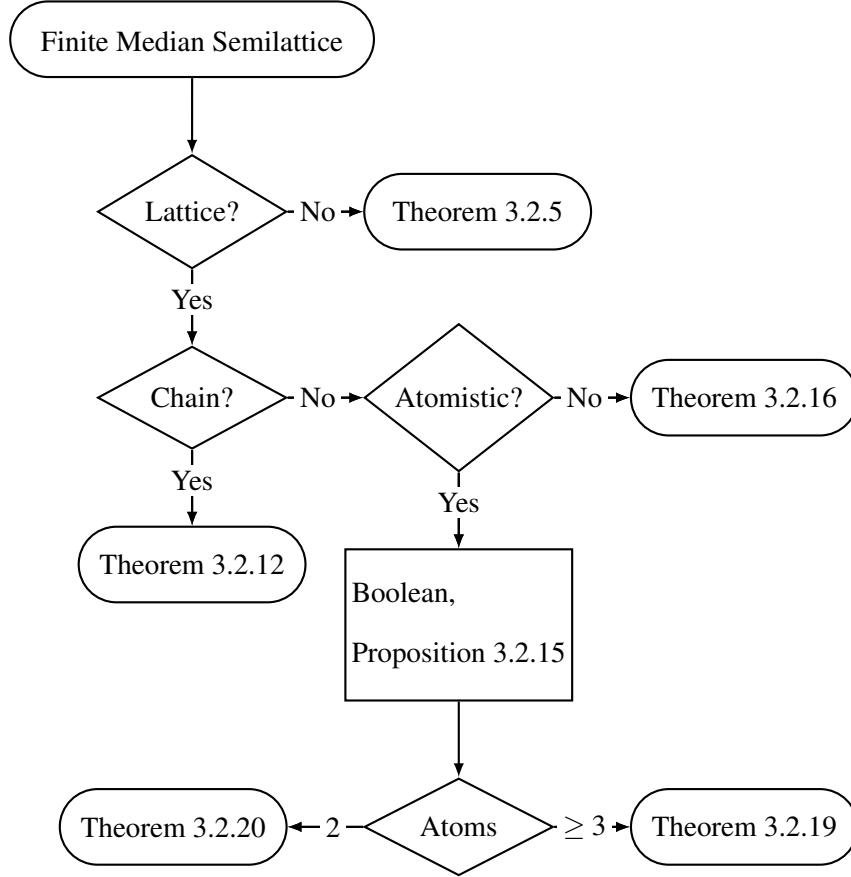 Finite Median Semilattice
Lattice?
No
Theorem 3.2.5
Yes
Chain?
No
Atomistic?
No
Theorem 3.2.16
Yes
Yes
Theorem 3.2.12
Boolean,
Proposition 3.2.15
Theorem 3.2.20
2
Atoms
≥ 3
Theorem 3.2.19